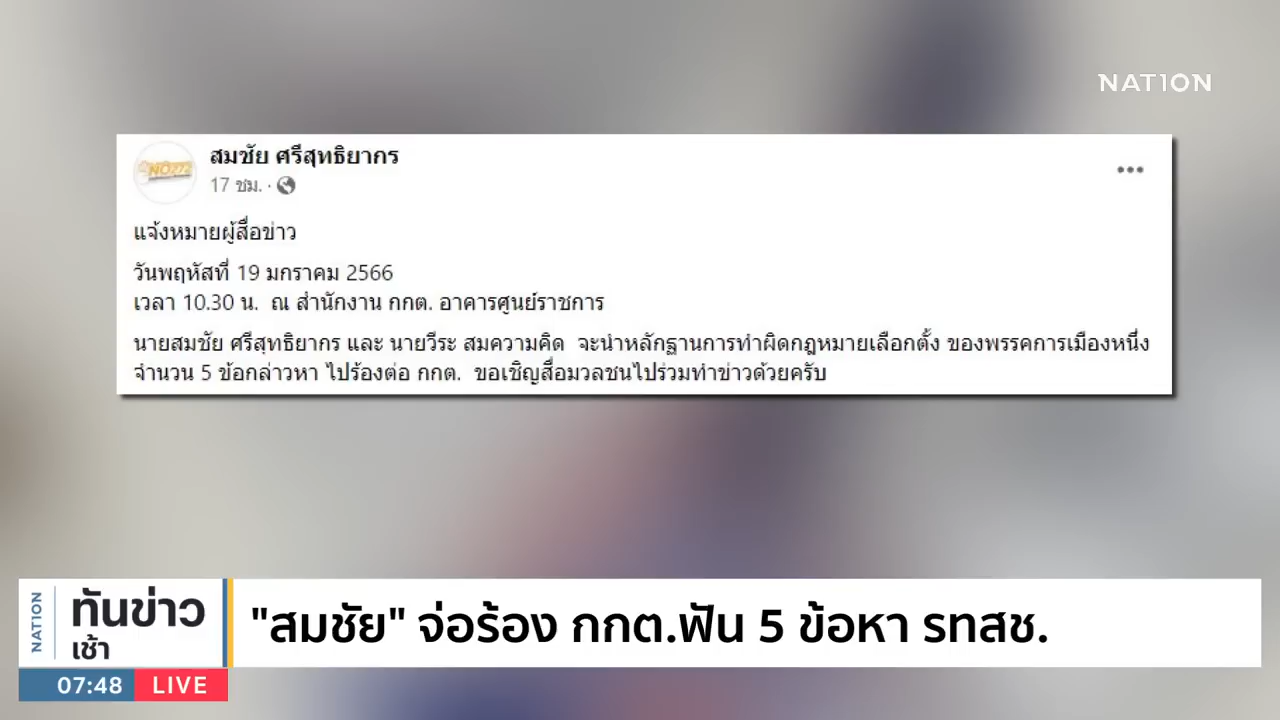 NATION
สมชัย ศรีสุทธิยากร
17 ชม. ·
แจ้งหมายผู้สื่อข่าว
วันพฤหัสที่ 19 มกราคม 2566
เวลา 10.30 น. ณ สำนักงาน กกต. อาคารศูนย์ราชการ
นายสมชัย ศรีสุทธิยากร และ นายวีระ สมความคิด จะนำหลักฐานการทำผิดกฎหมายเลือกตั้ง ของพรรคการเมืองหนึ่ง
จำนวน 5 ข้อกล่าวหา ไปร้องต่อ กกต. ขอเชิญสื่อมวลชนไปร่วมทำข่าวด้วยครับ
NATION
ทันข่าว
เช้า
"สมชัย" จ่อร้อง กกต.ฟัน 5 ข้อหา รทสช.
07:48 LIVE